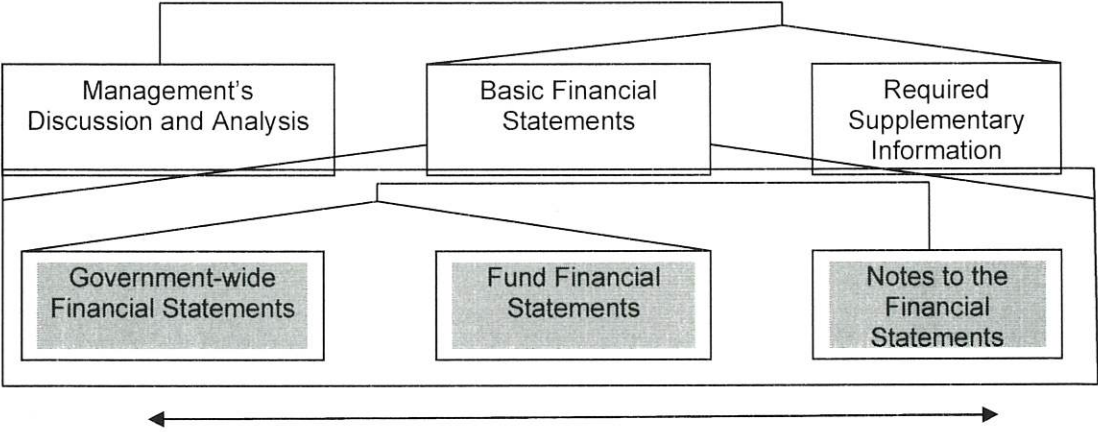 Management's
Discussion and Analysis
Basic Financial
Statements
Required
Supplementary
Information
Government-wide
Financial Statements
Fund Financial
Statements
Notes to the
Financial
Statements